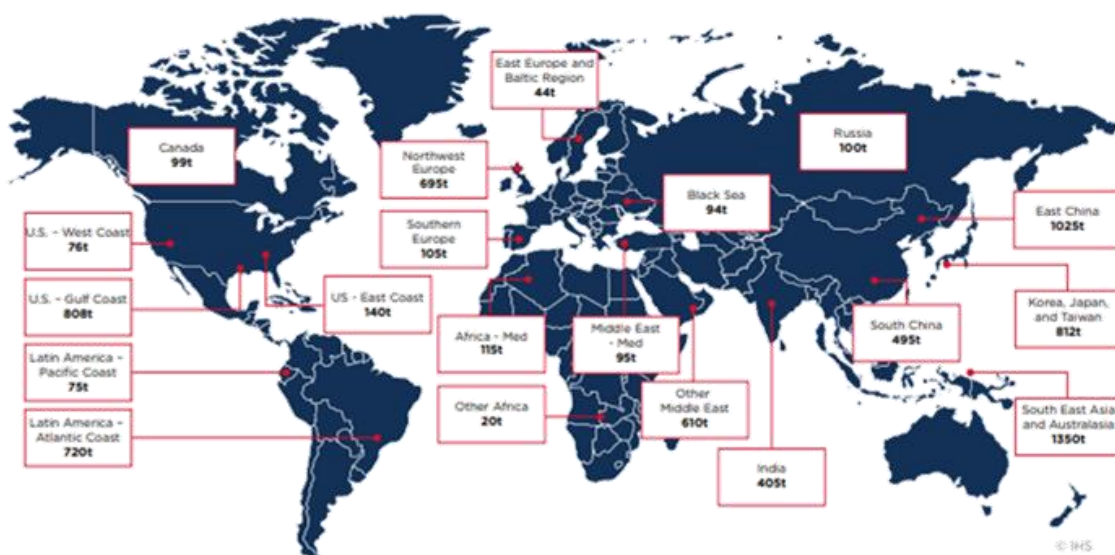 East Europe and
Baltic Region
44t
Canada
99t
Russia
100t
Northwest
Europe
695t
Black Sea
94t
East China
1025t
U.S. - West Coast
76t
Southern
Europe
105t
U.S. - Gulf Coast
808t
US - East Coast
140t
Africa - Med
115t
Middle East
- Med
95t
South China
495t
Korea, Japan,
and Taiwan
812t
Latin America -
Pacific Coast
75t
Other Africa
20t
Other
Middle East
610t
Latin America -
Atlantic Coast
720t
South East Asia
and Australasia
1350t
India
405t
© IHS